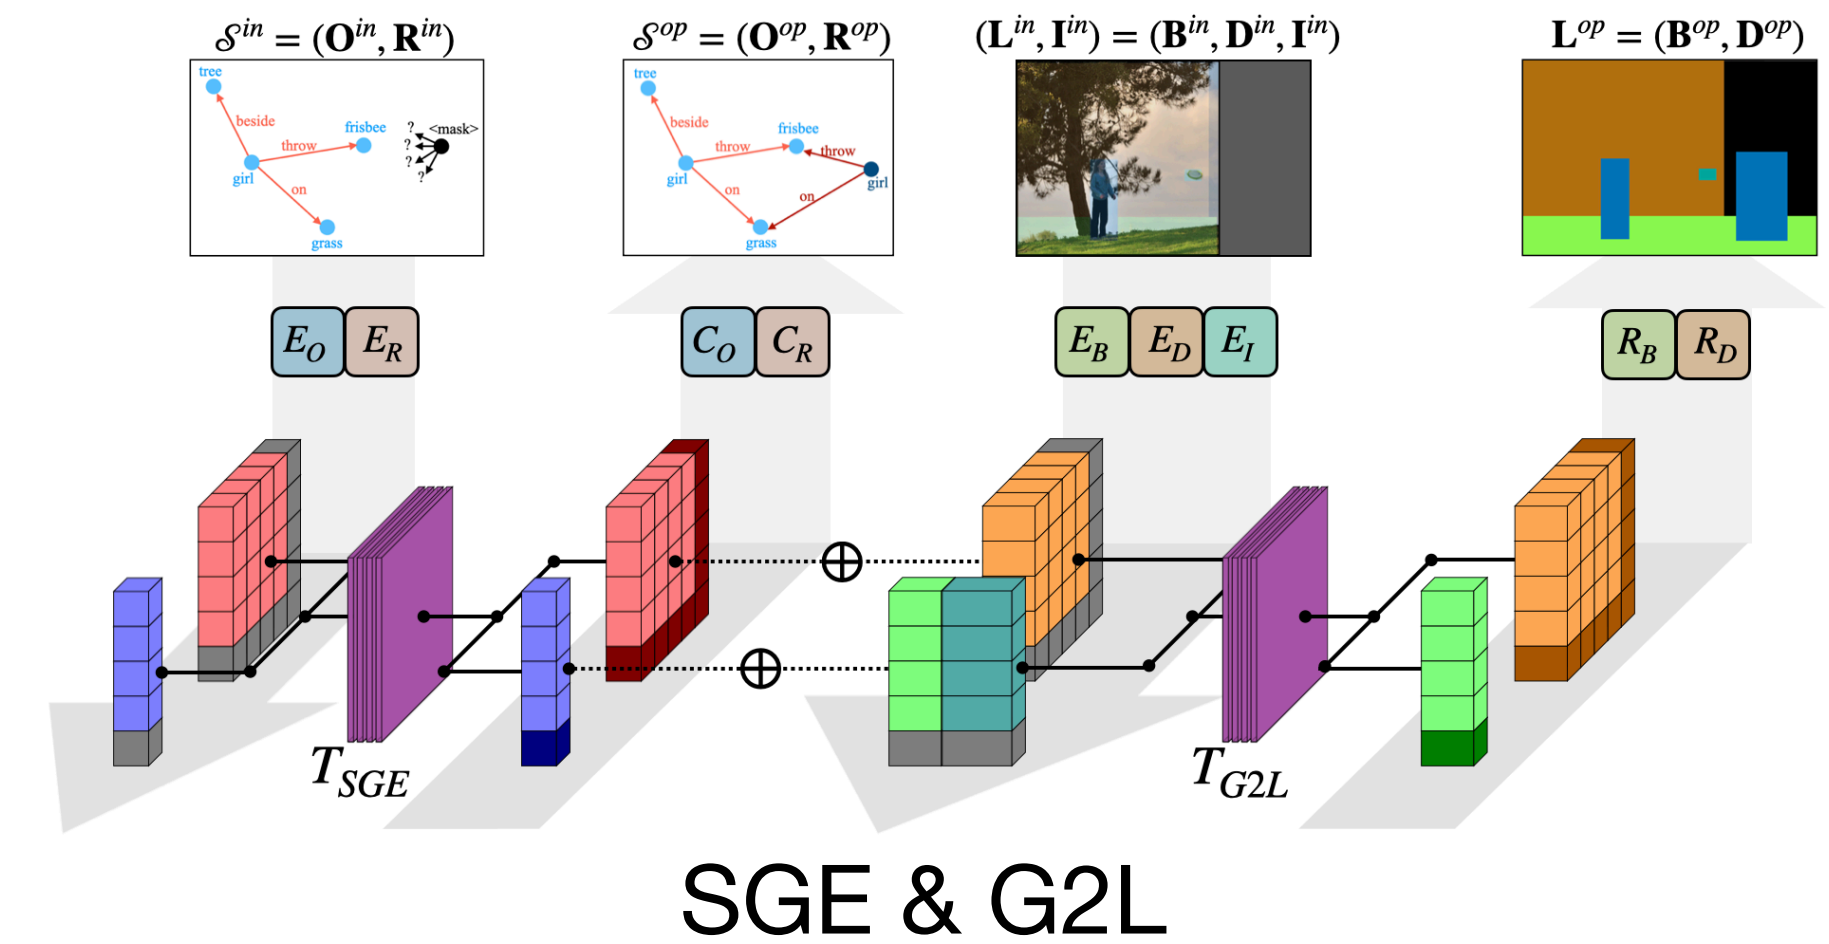 𝒮^in = (O^in, R^in)
𝒮^op = (O^op, R^op)
(L^in, I^in) = (B^in, D^in, I^in)
L^op = (B^op, D^op)
tree
beside
frisbee
throw
girl
on
grass
<mask>
?
?
?
?
tree
beside
frisbee
throw
throw
girl
girl
on
on
grass
E_O E_R
C_O C_R
E_B E_D E_I
R_B R_D
T_SGE
T_G2L
SGE & G2L